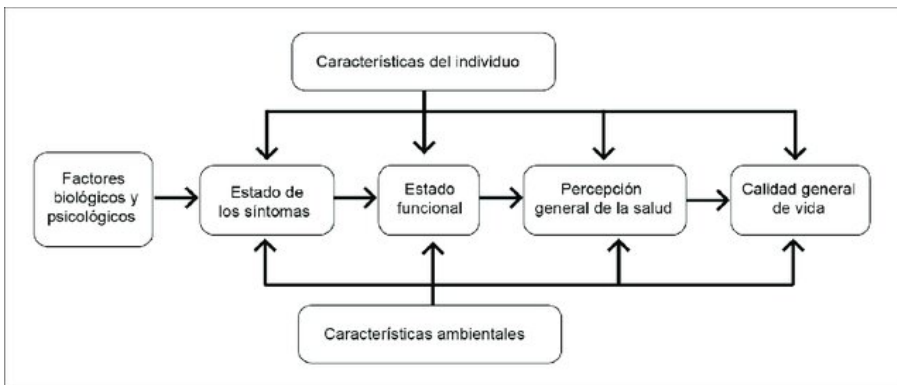 Características del individuo
Factores
biológicos y
psicológicos
Estado de
los síntomas
Estado
funcional
Percepción
general de la salud
Calidad general
de vida
Características ambientales